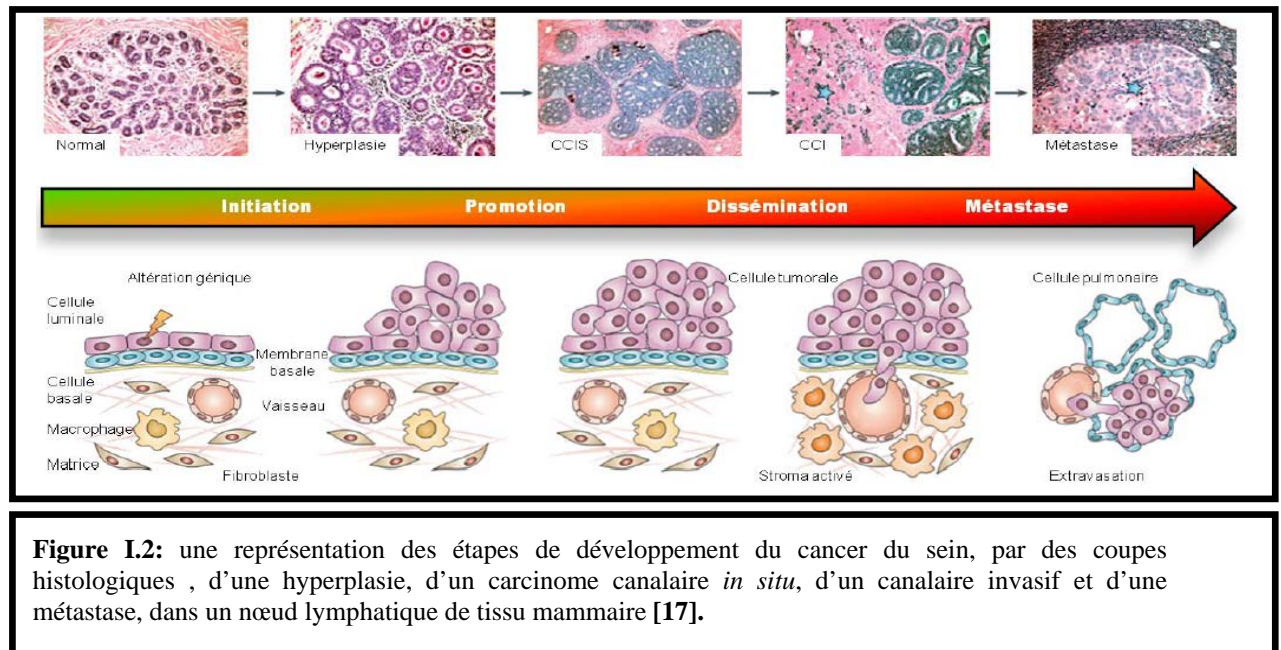 Normal
Hyperplasie
CCIS
CCI
Métastase
Initiation
Promotion
Dissémination
Métastase
Altération génique
Cellule tumorale
Cellule pulmonaire
Cellule
luminale
Membrane
basale
Cellule
basale
Vaisseau
Macrophage
Matrice
Fibroblaste
Stroma activé
Extravasation
Figure I.2: une représentation des étapes de développement du cancer du sein, par des coupes
histologiques , d’une hyperplasie, d’un carcinome canalaire in situ, d’un canalaire invasif et d’une
métastase, dans un nœud lymphatique de tissu mammaire [17].